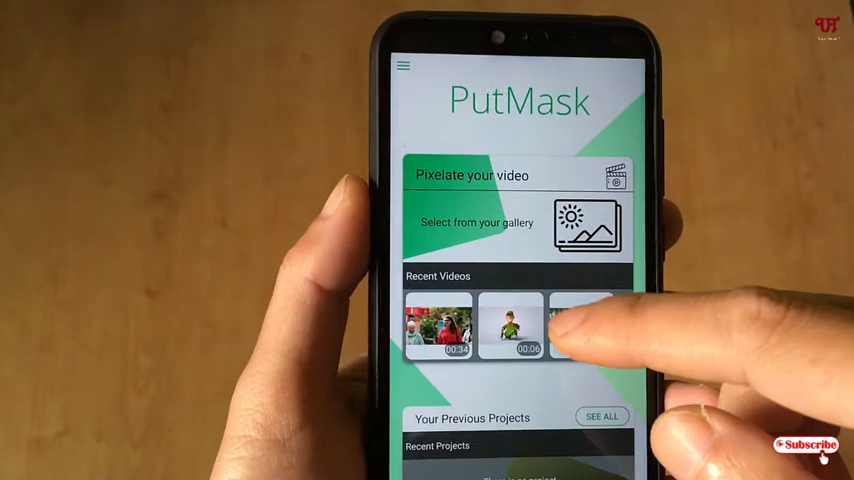 PutMask
Pixelate your video
Select from your gallery
Recent Videos
00:34
00:06
Your Previous Projects
SEE ALL
Recent Projects
Subscribe